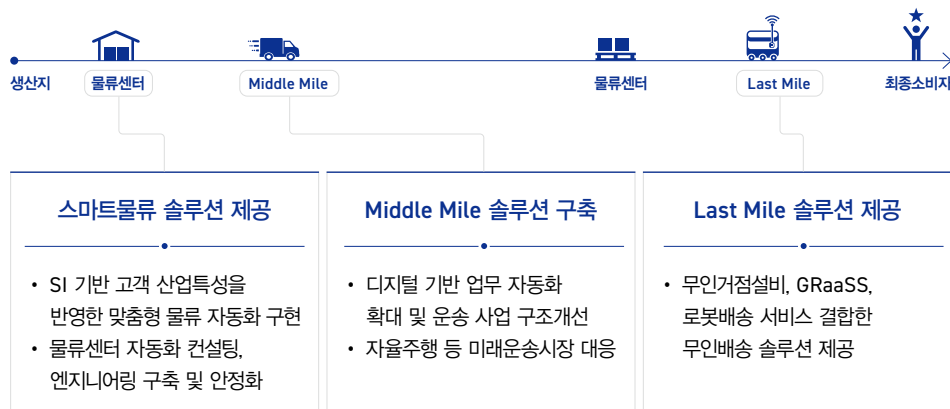 생산지
물류센터
Middle Mile
물류센터
Last Mile
최종소비자
스마트물류 솔루션 제공
• SI 기반 고객 산업특성을
반영한 맞춤형 물류 자동화 구현
• 물류센터 자동화 컨설팅,
엔지니어링 구축 및 안정화
Middle Mile 솔루션 구축
• 디지털 기반 업무 자동화
확대 및 운송 사업 구조개선
• 자율주행 등 미래운송시장 대응
Last Mile 솔루션 제공
• 무인거점설비, GRaaSS,
로봇배송 서비스 결합한
무인배송 솔루션 제공